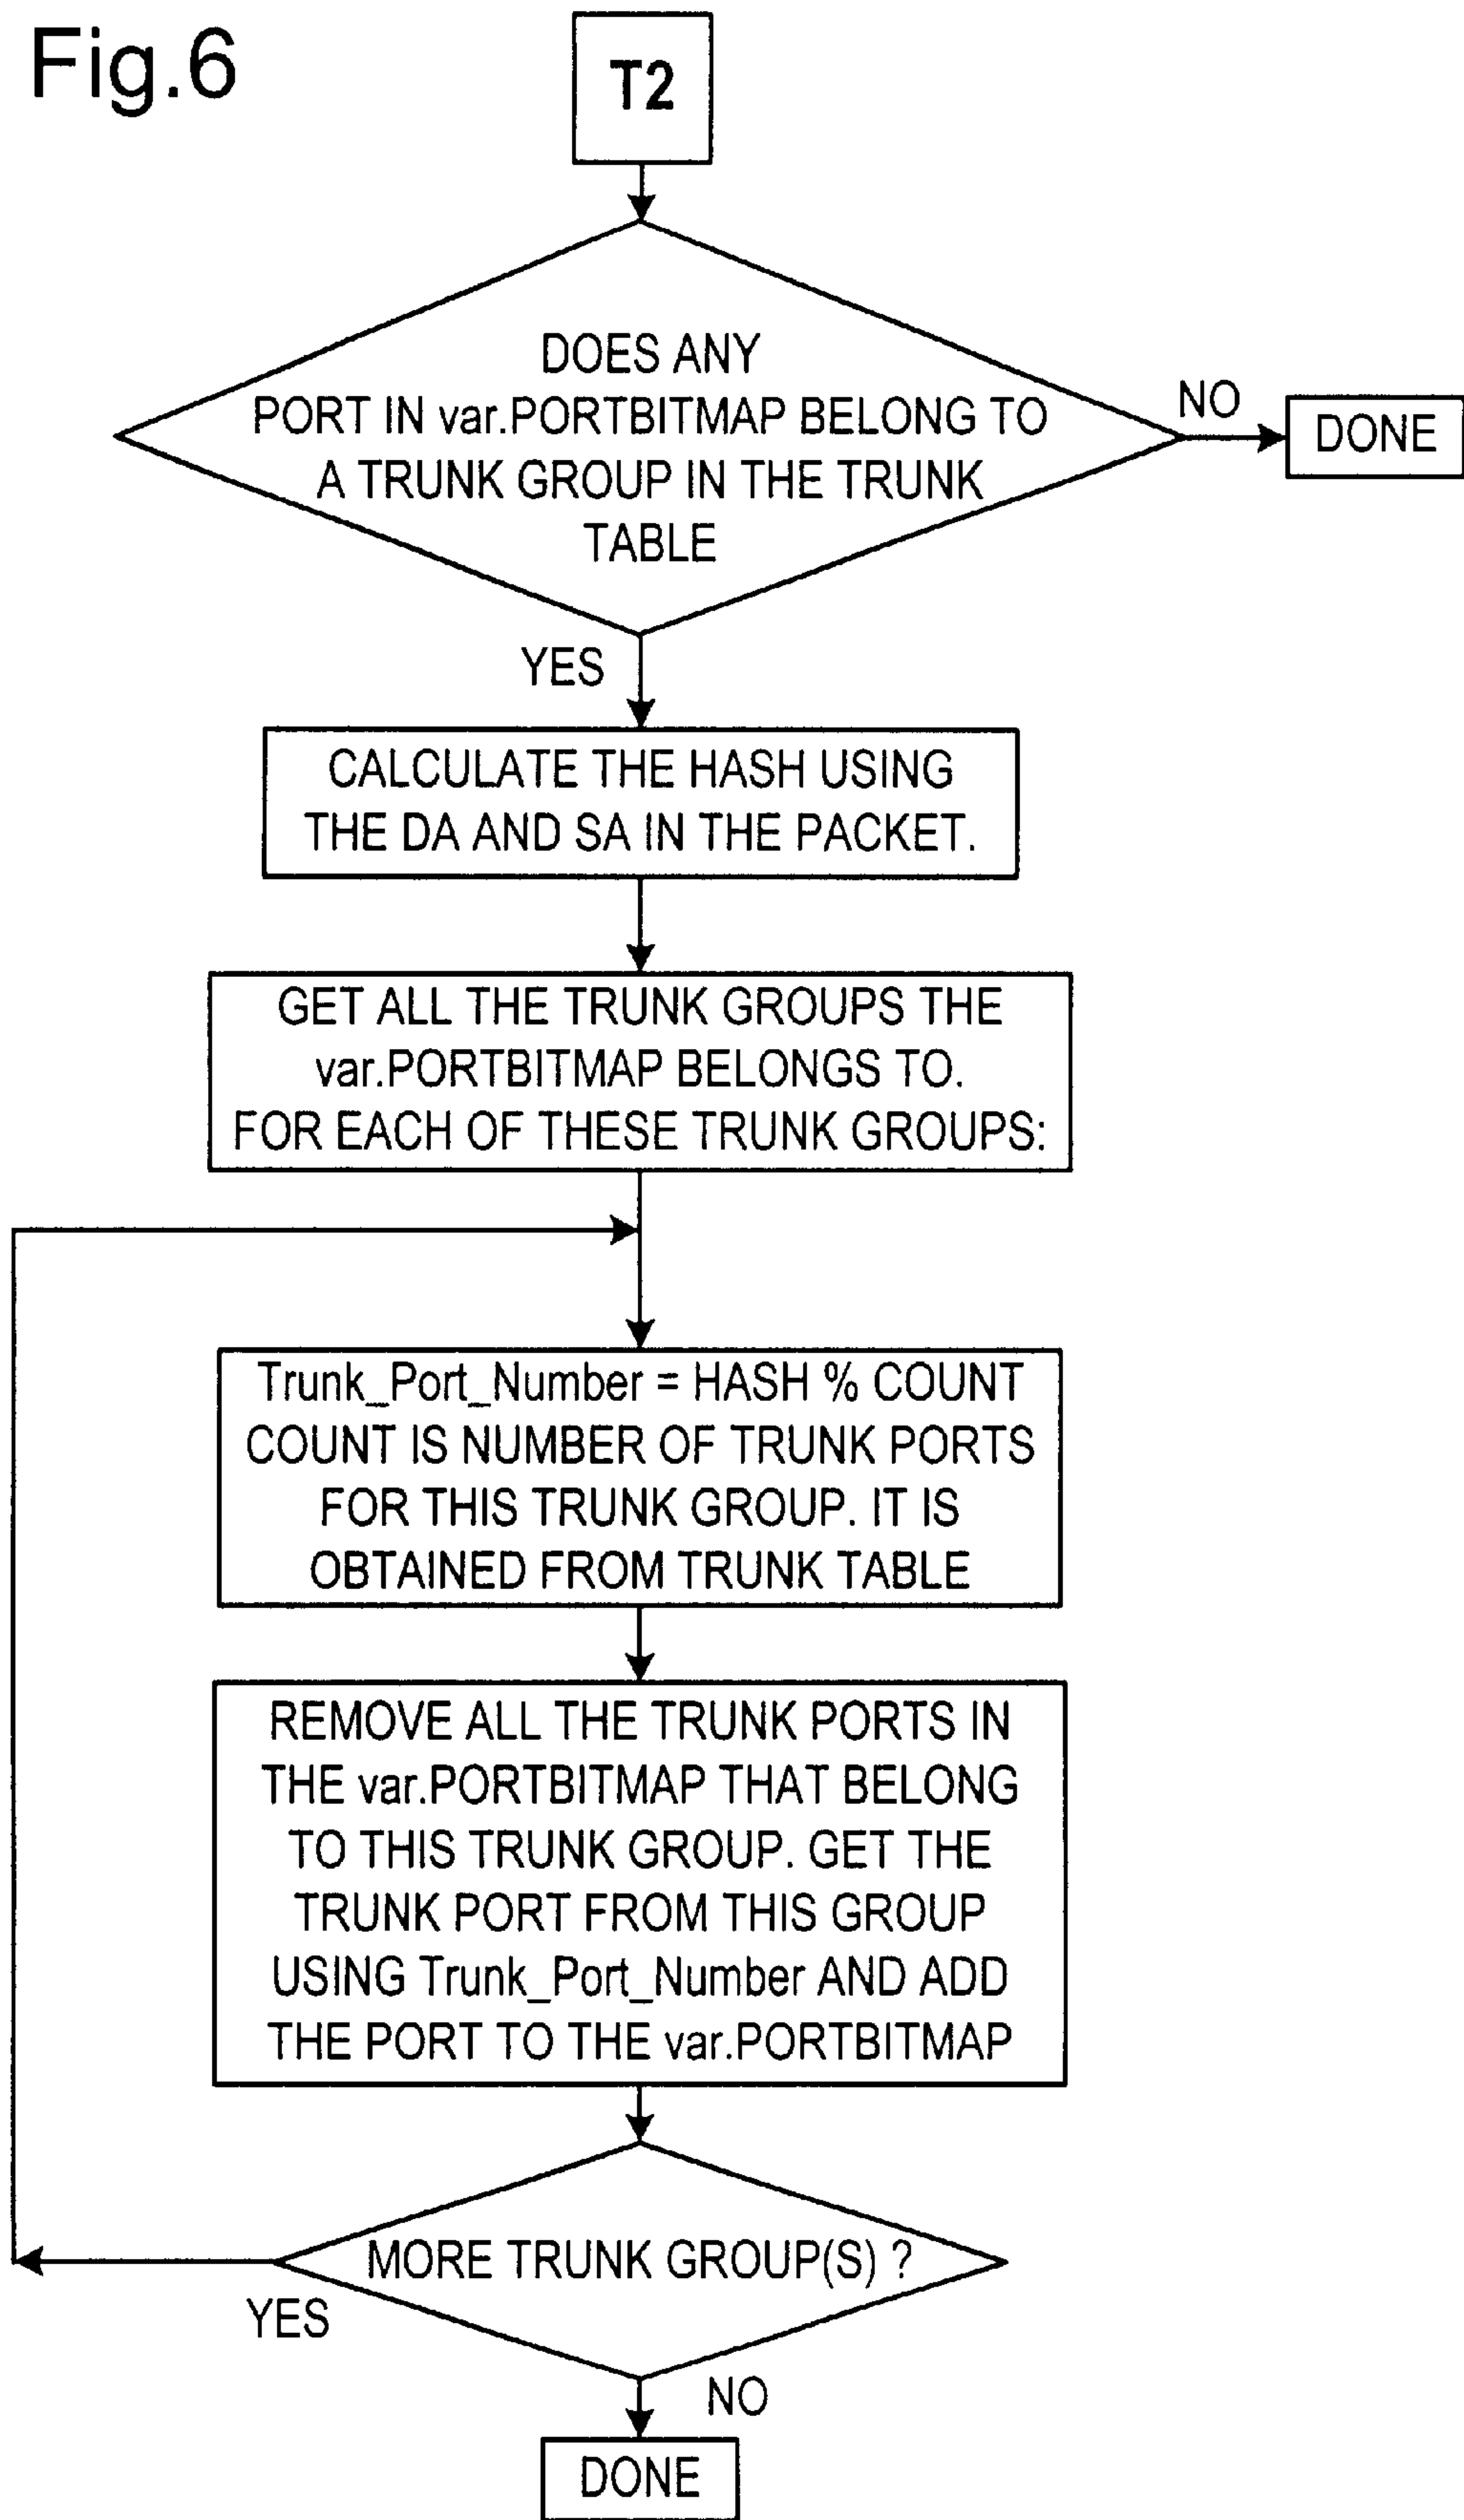 Fig.6
T2
DOES ANY
PORT IN var.PORTBITMAP BELONG TO
A TRUNK GROUP IN THE TRUNK
TABLE
NO
DONE
YES
CALCULATE THE HASH USING
THE DA AND SA IN THE PACKET.
GET ALL THE TRUNK GROUPS THE
var.PORTBITMAP BELONGS TO.
FOR EACH OF THESE TRUNK GROUPS:
Trunk_Port_Number = HASH % COUNT
COUNT IS NUMBER OF TRUNK PORTS
FOR THIS TRUNK GROUP. IT IS
OBTAINED FROM TRUNK TABLE
REMOVE ALL THE TRUNK PORTS IN
THE var.PORTBITMAP THAT BELONG
TO THIS TRUNK GROUP. GET THE
TRUNK PORT FROM THIS GROUP
USING Trunk_Port_Number AND ADD
THE PORT TO THE var.PORTBITMAP
MORE TRUNK GROUP(S) ?
YES
NO
DONE